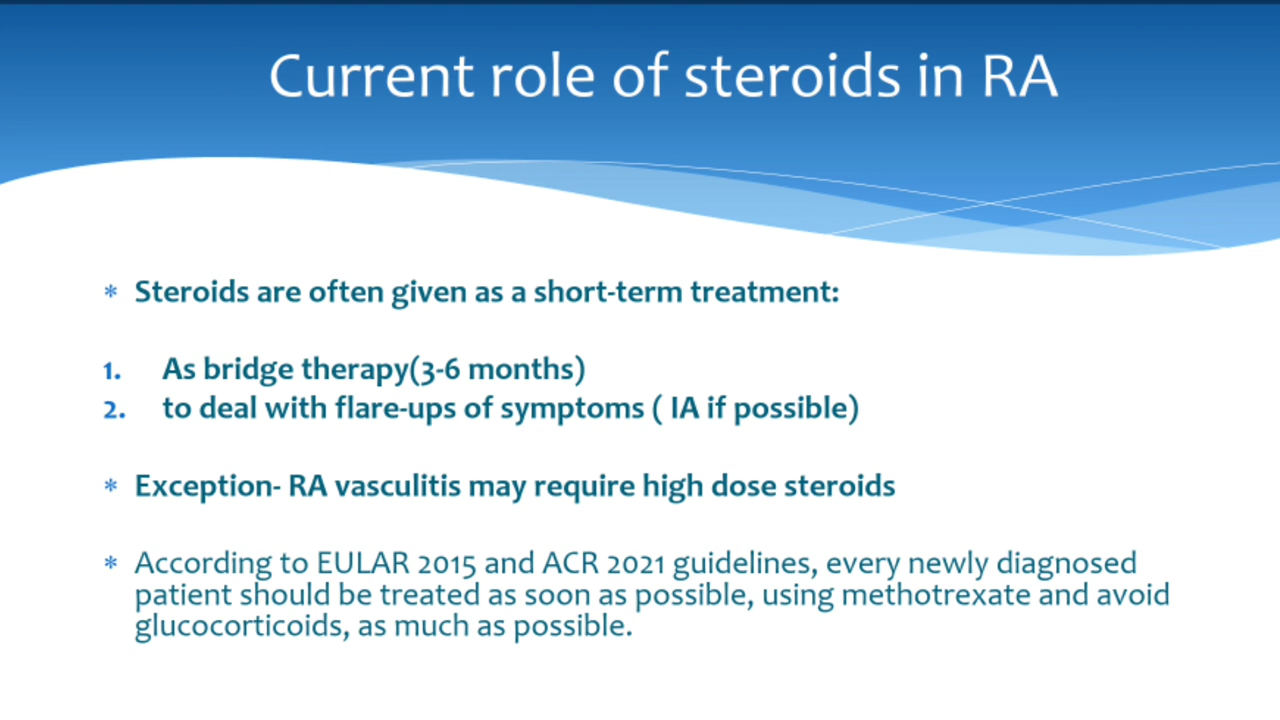 Current role of steroids in RA
* Steroids are often given as a short-term treatment:
1. As bridge therapy(3-6 months)
2. to deal with flare-ups of symptoms ( IA if possible)
* Exception- RA vasculitis may require high dose steroids
* According to EULAR 2015 and ACR 2021 guidelines, every newly diagnosed
patient should be treated as soon as possible, using methotrexate and avoid
glucocorticoids, as much as possible.